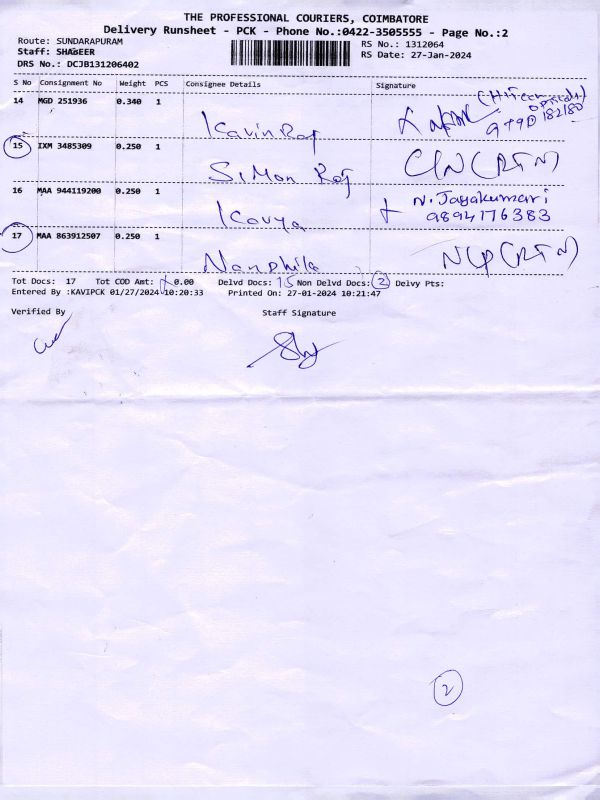 THE PROFESSIONAL COURIERS, COIMBATORE
Delivery Runsheet - PCK - Phone No.:0422-3505555 - Page No.:2
Route: SUNDARAPURAM
RS No.: 1312064
Staff: SHAGEER
RS Date: 27-Jan-2024
DRS No.: DCJB131206402
S No Consignment No Weight PCS Consignee Details Signature
14 MGD 251936 0.340 1
KavinRaj
15 IXM 3485309 0.250 1
SiMon Raj C/N (RTN)
16 MAA 944119200 0.250 1
Kavya N. Jayakumari
9894176383
17 MAA 863912507 0.250 1
Nandhila NCP (RTN)
Tot Docs: 17 Tot COD Amt: 0.00 Delvd Docs: 15 Non Delvd Docs: 2 Delvy Pts:
Entered By :KAVIPCK 01/27/2024 10:20:33 Printed On: 27-01-2024 10:21:47
Verified By Staff Signature
2